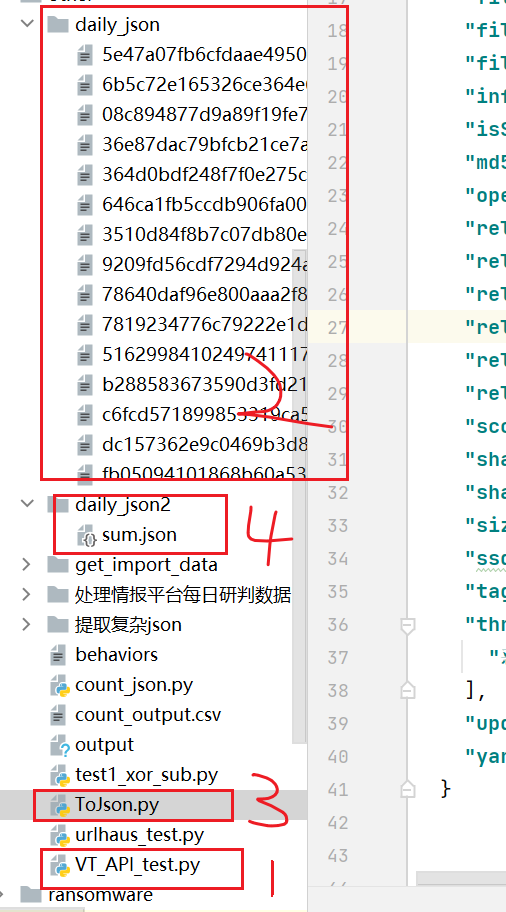 daily_json
5e47a07fb6cfdaae4950
6b5c72e165326ce364e
08c894877d9a89f19fe7
36e87dac79bfcb21ce7a
364d0bdf248f7f0e275c
646ca1fb5ccdb906fa00
3510d84f8b7c07db80e
9209fd56cdf7294d924a
78640daf96e800aaa2f8
7819234776c79222e1d
5162998410249741117
b288583673590d3fd21
c6fcd571899853319ca5
dc157362e9c0469b3d8
fb05094101868b60a53
2
daily_json2
sum.json
4
get_import_data
处理情报平台每日研判数据
提取复杂json
behaviors
count_json.py
count_output.csv
output
test1_xor_sub.py
ToJson.py
3
urlhaus_test.py
VT_API_test.py
1
ransomware
18 "fil
19 "fil
20 "inf
21 "isS
22 "md5
23 "ope
24 "rel
25 "rel
26 "rel
27 "rel
28 "rel
29 "rel
30 "sco
31 "sha
32 "sha
33 "siz
34 "ssd
35 "tag
36 "thr
37 "
38 ],
39 "upd
40 "yar
41 }
42
43